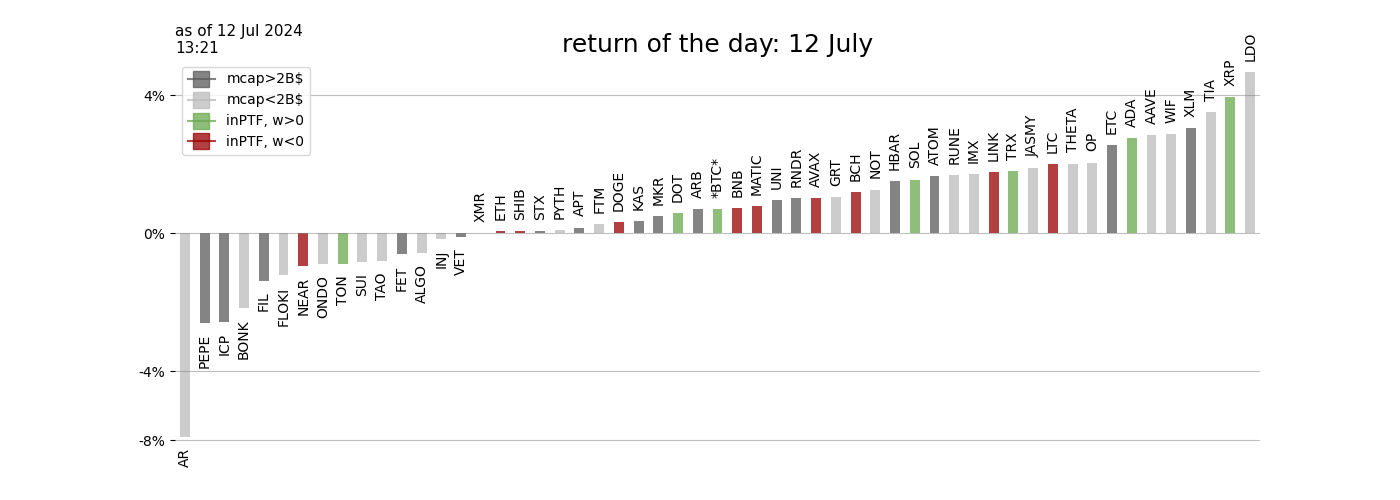 as of 12 Jul 2024
13:21
return of the day: 12 July
mcap>2B$
mcap<2B$
inPTF, w>0
inPTF, w<0
4%
0%
-4%
-8%
AR
PEPE
ICP
BONK
FIL
FLOKI
NEAR
ONDO
TON
SUI
TAO
FET
ALGO
INJ
VET
XMR
ETH
SHIB
STX
PYTH
APT
FTM
DOGE
KAS
MKR
DOT
ARB
*BTC*
BNB
MATIC
UNI
RNDR
AVAX
GRT
BCH
NOT
HBAR
SOL
ATOM
RUNE
IMX
LINK
TRX
JASMY
LTC
THETA
OP
ETC
ADA
AAVE
WIF
XLM
TIA
XRP
LDO